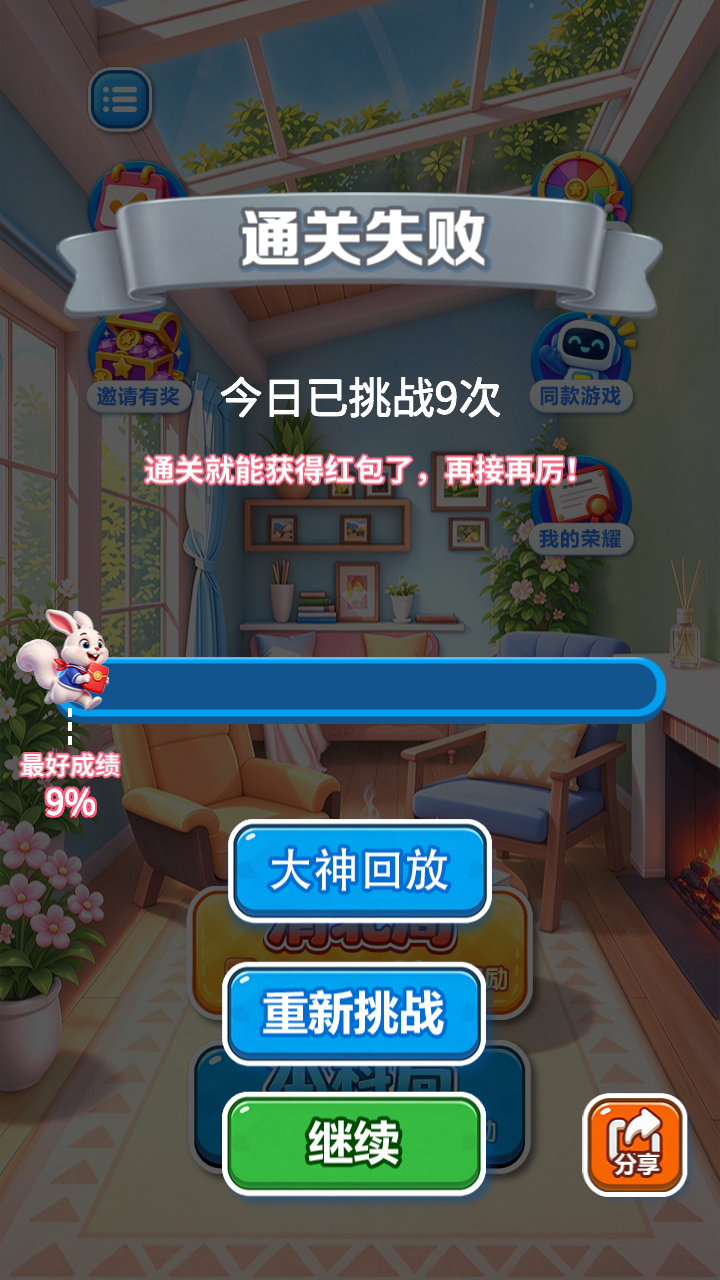 通关失败
邀请有奖
同款游戏
今日已挑战9次
通关就能获得红包了，再接再厉！
我的荣耀
最好成绩
9%
大神回放
重新挑战
继续
分享